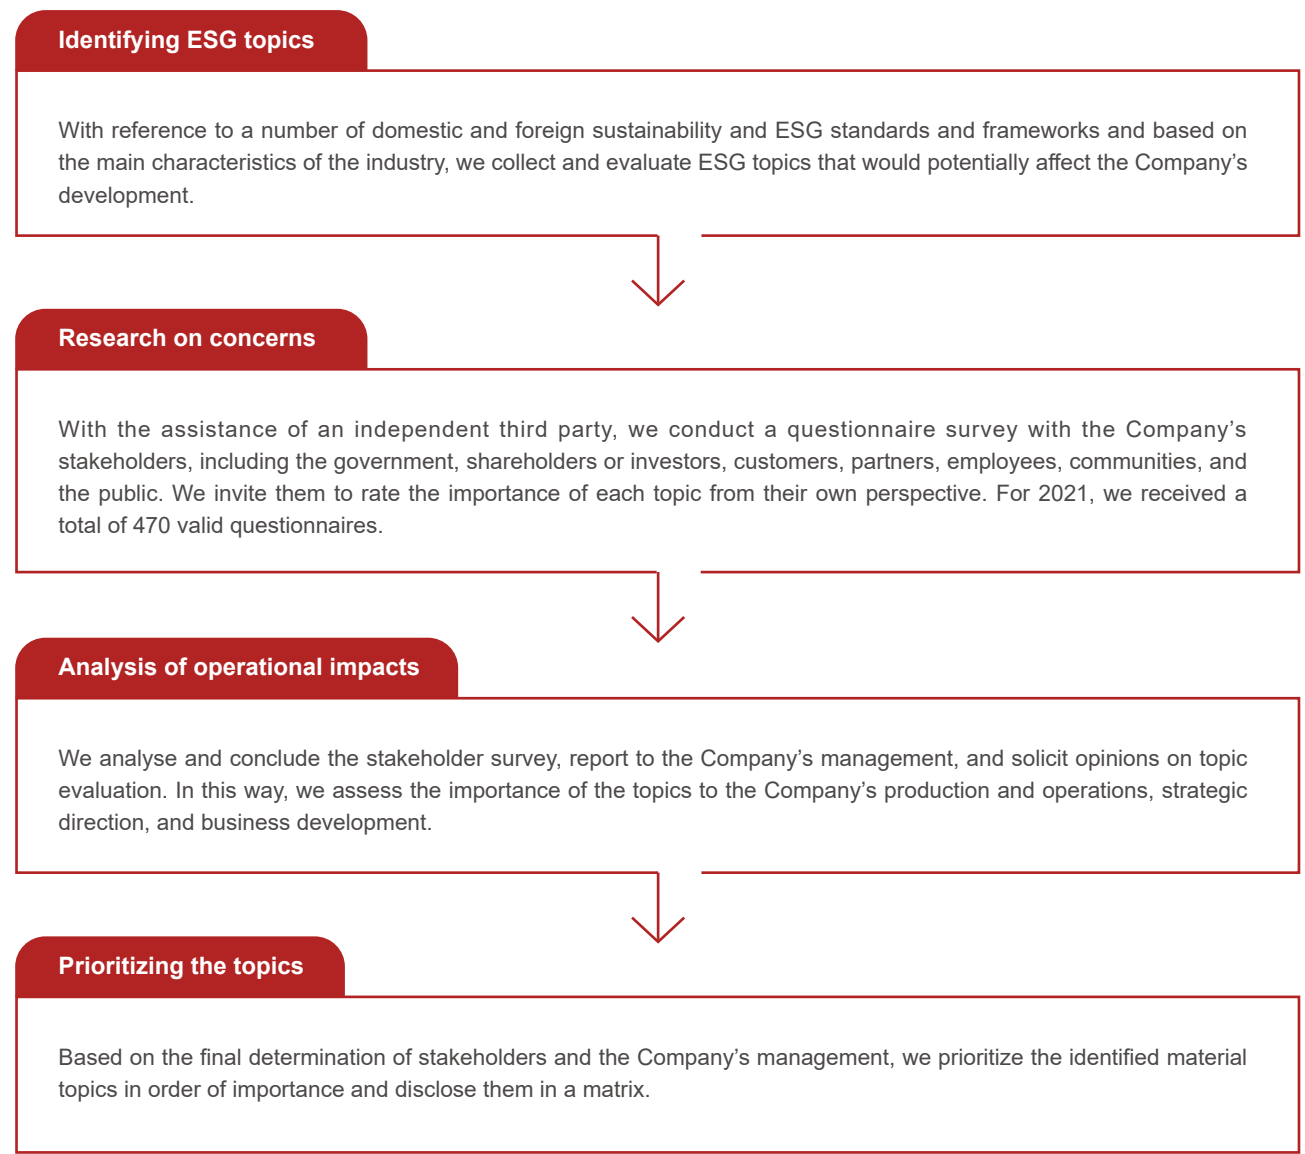 Identifying ESG topics
With reference to a number of domestic and foreign sustainability and ESG standards and frameworks and based on
the main characteristics of the industry, we collect and evaluate ESG topics that would potentially affect the Company’s
development.
Research on concerns
With the assistance of an independent third party, we conduct a questionnaire survey with the Company’s
stakeholders, including the government, shareholders or investors, customers, partners, employees, communities, and
the public. We invite them to rate the importance of each topic from their own perspective. For 2021, we received a
total of 470 valid questionnaires.
Analysis of operational impacts
We analyse and conclude the stakeholder survey, report to the Company’s management, and solicit opinions on topic
evaluation. In this way, we assess the importance of the topics to the Company’s production and operations, strategic
direction, and business development.
Prioritizing the topics
Based on the final determination of stakeholders and the Company’s management, we prioritize the identified material
topics in order of importance and disclose them in a matrix.